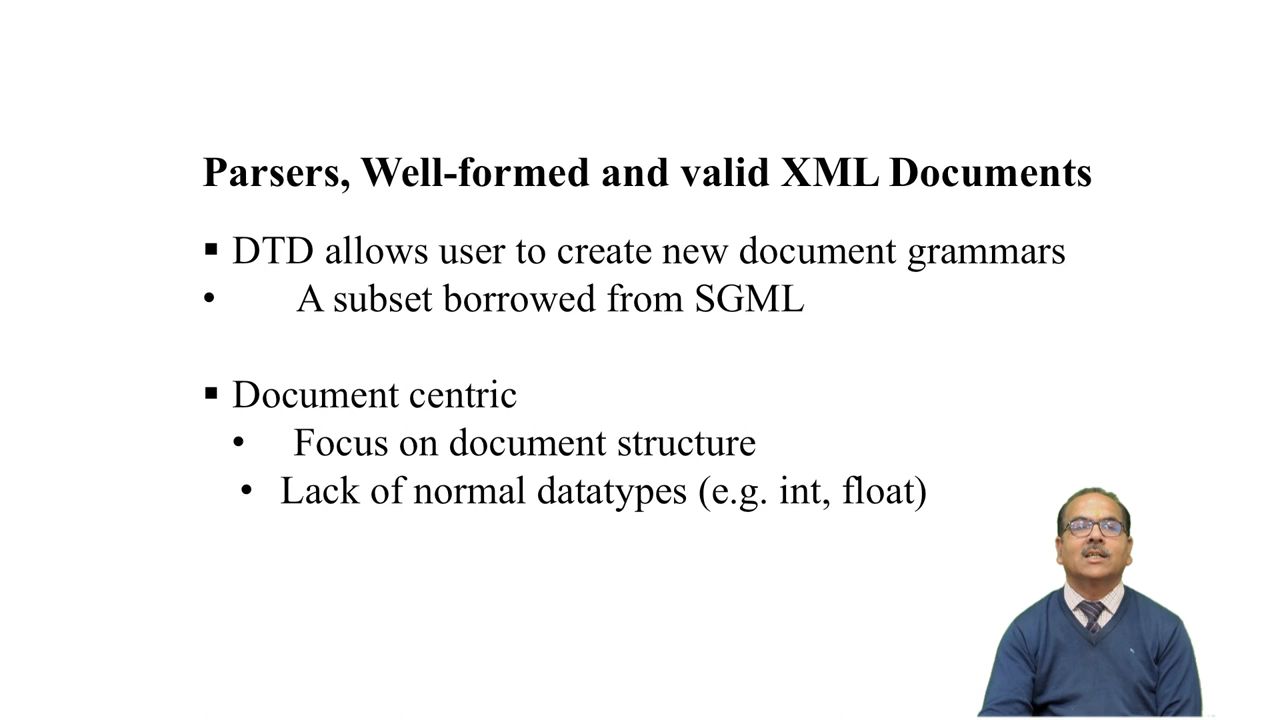 Parsers, Well-formed and valid XML Documents
▪ DTD allows user to create new document grammars
• A subset borrowed from SGML
▪ Document centric
• Focus on document structure
• Lack of normal datatypes (e.g. int, float)